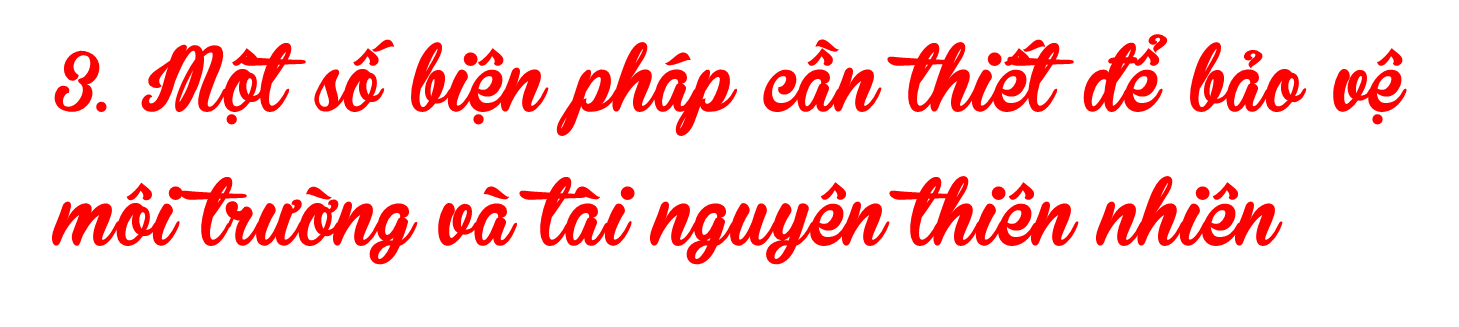 3. Một số biện pháp cần thiết để bảo vệ
môi trường và tài nguyên thiên nhiên